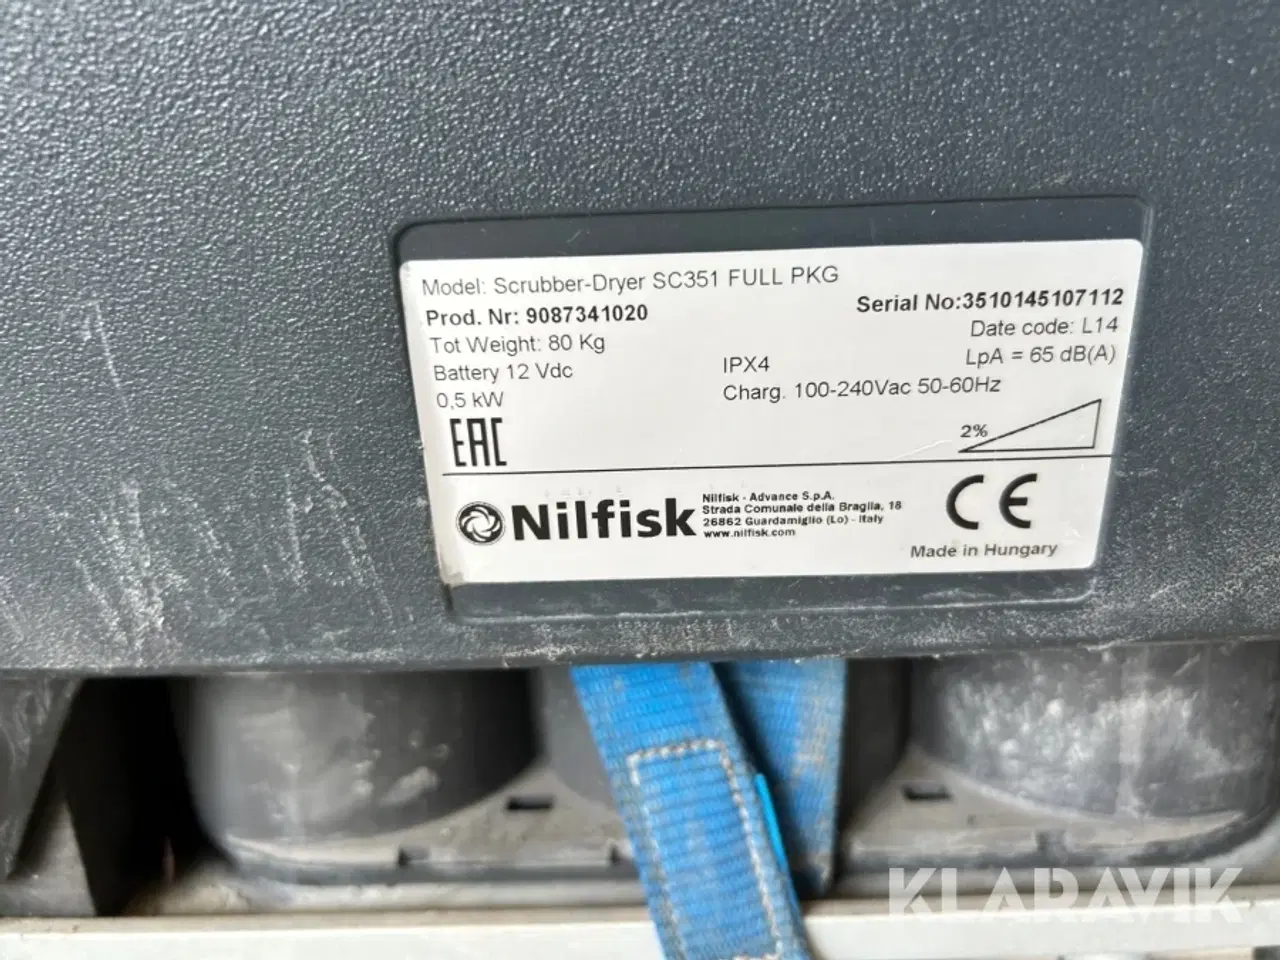 Model: Scrubber-Dryer SC351 FULL PKG
Prod. Nr: 9087341020
Serial No:3510145107112
Tot Weight: 80 Kg
Date code: L14
Battery 12 Vdc
IPX4
LpA = 65 dB(A)
0,5 kW
Charg. 100-240Vac 50-60Hz
EAC
2%
Nilfisk
Nilfisk - Advance S.p.A.
Strada Comunale della Braglia, 18
26862 Guardamiglio (Lo) - Italy
www.nilfisk.com
CE
Made in Hungary
KLARAVIK